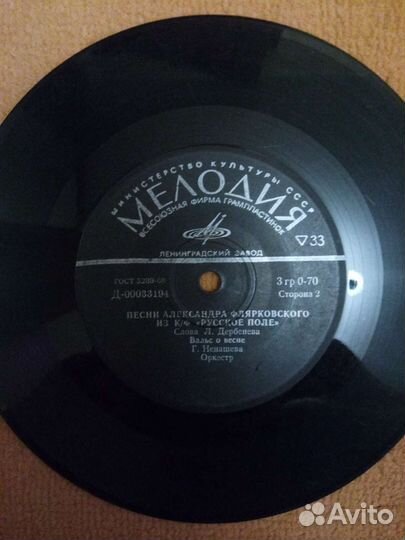 МИНИСТЕРСТВО КУЛЬТУРЫ СССР
МЕЛОДИЯ
ВСЕСОЮЗНАЯ ФИРМА ГРАМПЛАСТИНОК
▽33
ЛЕНИНГРАДСКИЙ ЗАВОД
ГОСТ 5289-68
3 гр 0-70
Д-00033194
Сторона 2
ПЕСНИ АЛЕКСАНДРА ФЛЯРКОВСКОГО
ИЗ К/Ф «РУССКОЕ ПОЛЕ»
Слова Л. Дербенева
Вальс о весне
Г. Ненашева
Оркестр
Avito